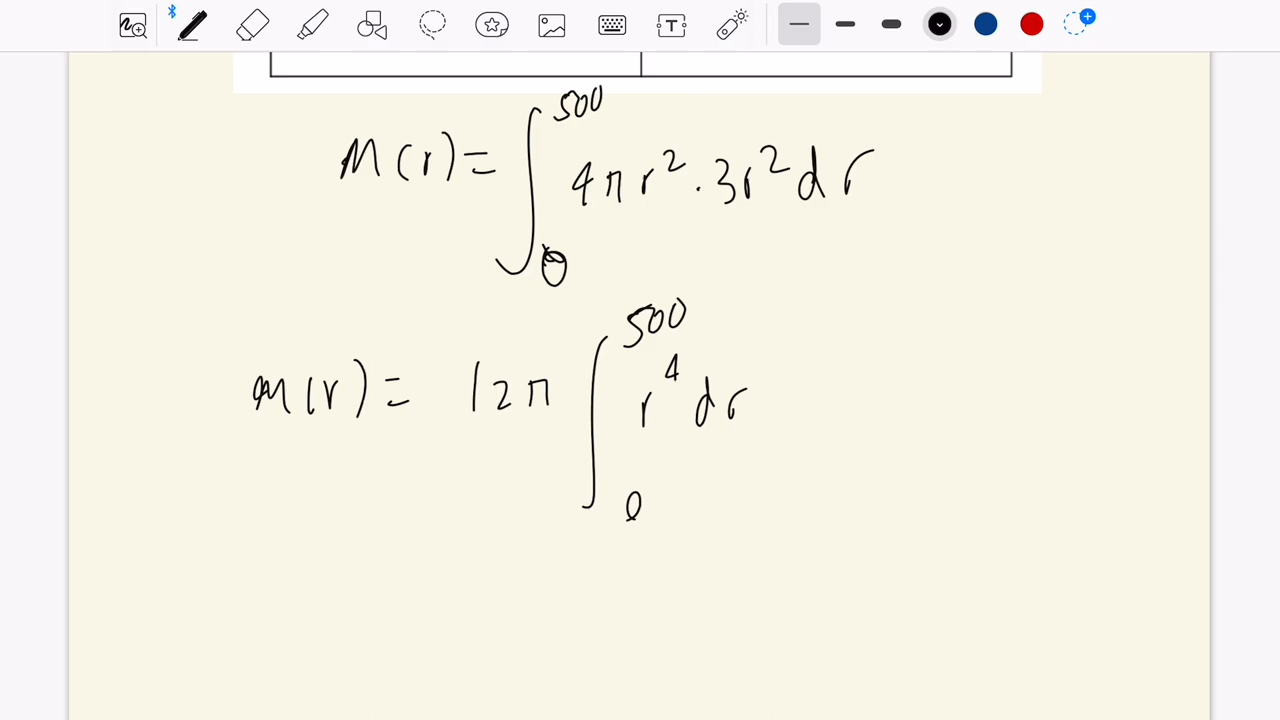 M(r) = ∫₀⁵⁰⁰ 4πr² · 3r² dr
M(r) = 12π ∫₀⁵⁰⁰ r⁴ dr